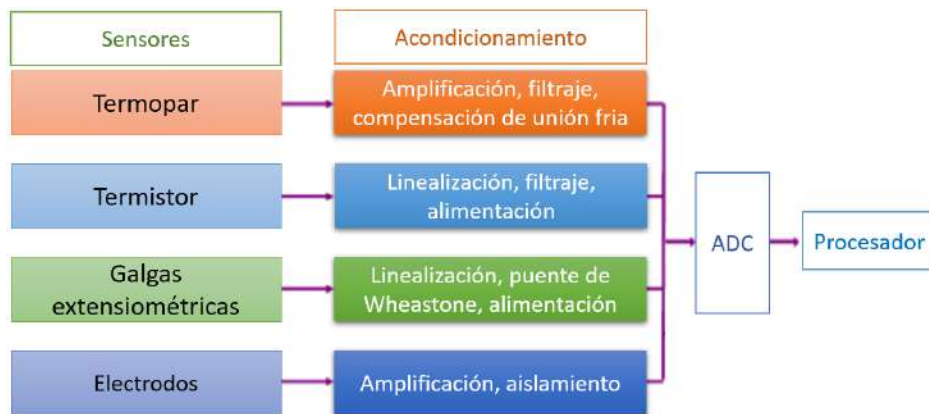 Sensores
Acondicionamiento
Termopar
Amplificación, filtraje,
compensación de unión fria
Termistor
Linealización, filtraje,
alimentación
Galgas
extensiométricas
Linealización, puente de
Wheastone, alimentación
Electrodos
Amplificación, aislamiento
ADC
Procesador